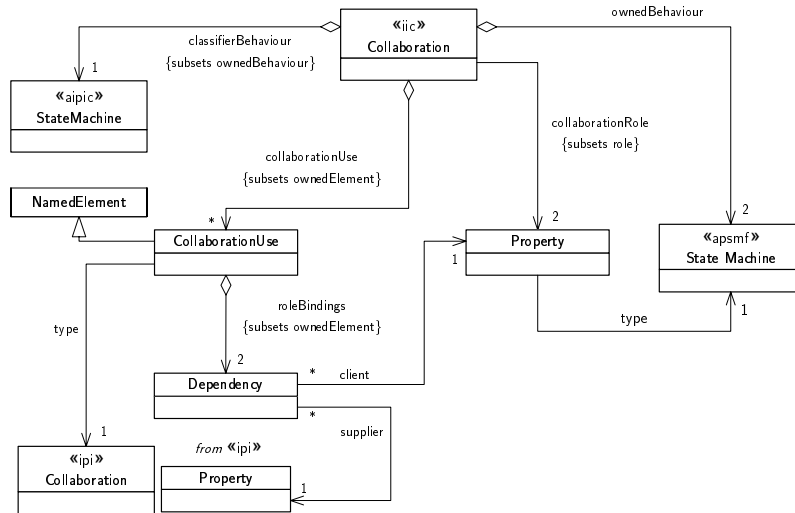 ownedBehaviour
«iic»
Collaboration
classifierBehaviour
{subsets ownedBehaviour}
1
«aipic»
StateMachine
collaborationRole
{subsets role}
collaborationUse
{subsets ownedElement}
NamedElement
*
2
2
CollaborationUse
Property
«apsmf»
State Machine
1
roleBindings
{subsets ownedElement}
type
type
1
2
Dependency
*
client
*
supplier
1
«ipi»
Collaboration
from «ipi»
Property
1